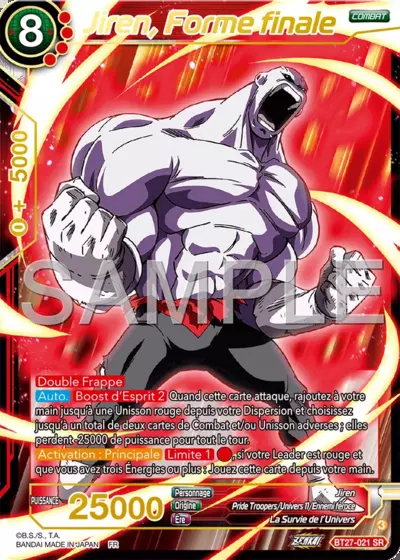 8
Jiren, Forme finale
COMBAT
0 + 5000
SAMPLE
Double Frappe
Auto. Boost d'Esprit 2 Quand cette carte attaque, rajoutez à votre
main jusqu'à une Unisson rouge depuis votre Dispersion et choisissez
jusqu'à un total de deux cartes de Combat et/ou Unisson adverses ; elles
perdent -25000 de puissance pour tout le tour.
Activation : Principale Limite 1 , si votre Leader est rouge et
que vous avez trois Énergies ou plus : Jouez cette carte depuis votre main.
PUISSANCE 25000
Personnage Jiren
Origine Pride Troopers/Univers 11/Ennemi féroce
Ère La Survie de l'Univers
3
©B.S./S., T.A.
BANDAI MADE IN JAPAN FR
BT27-021 SR